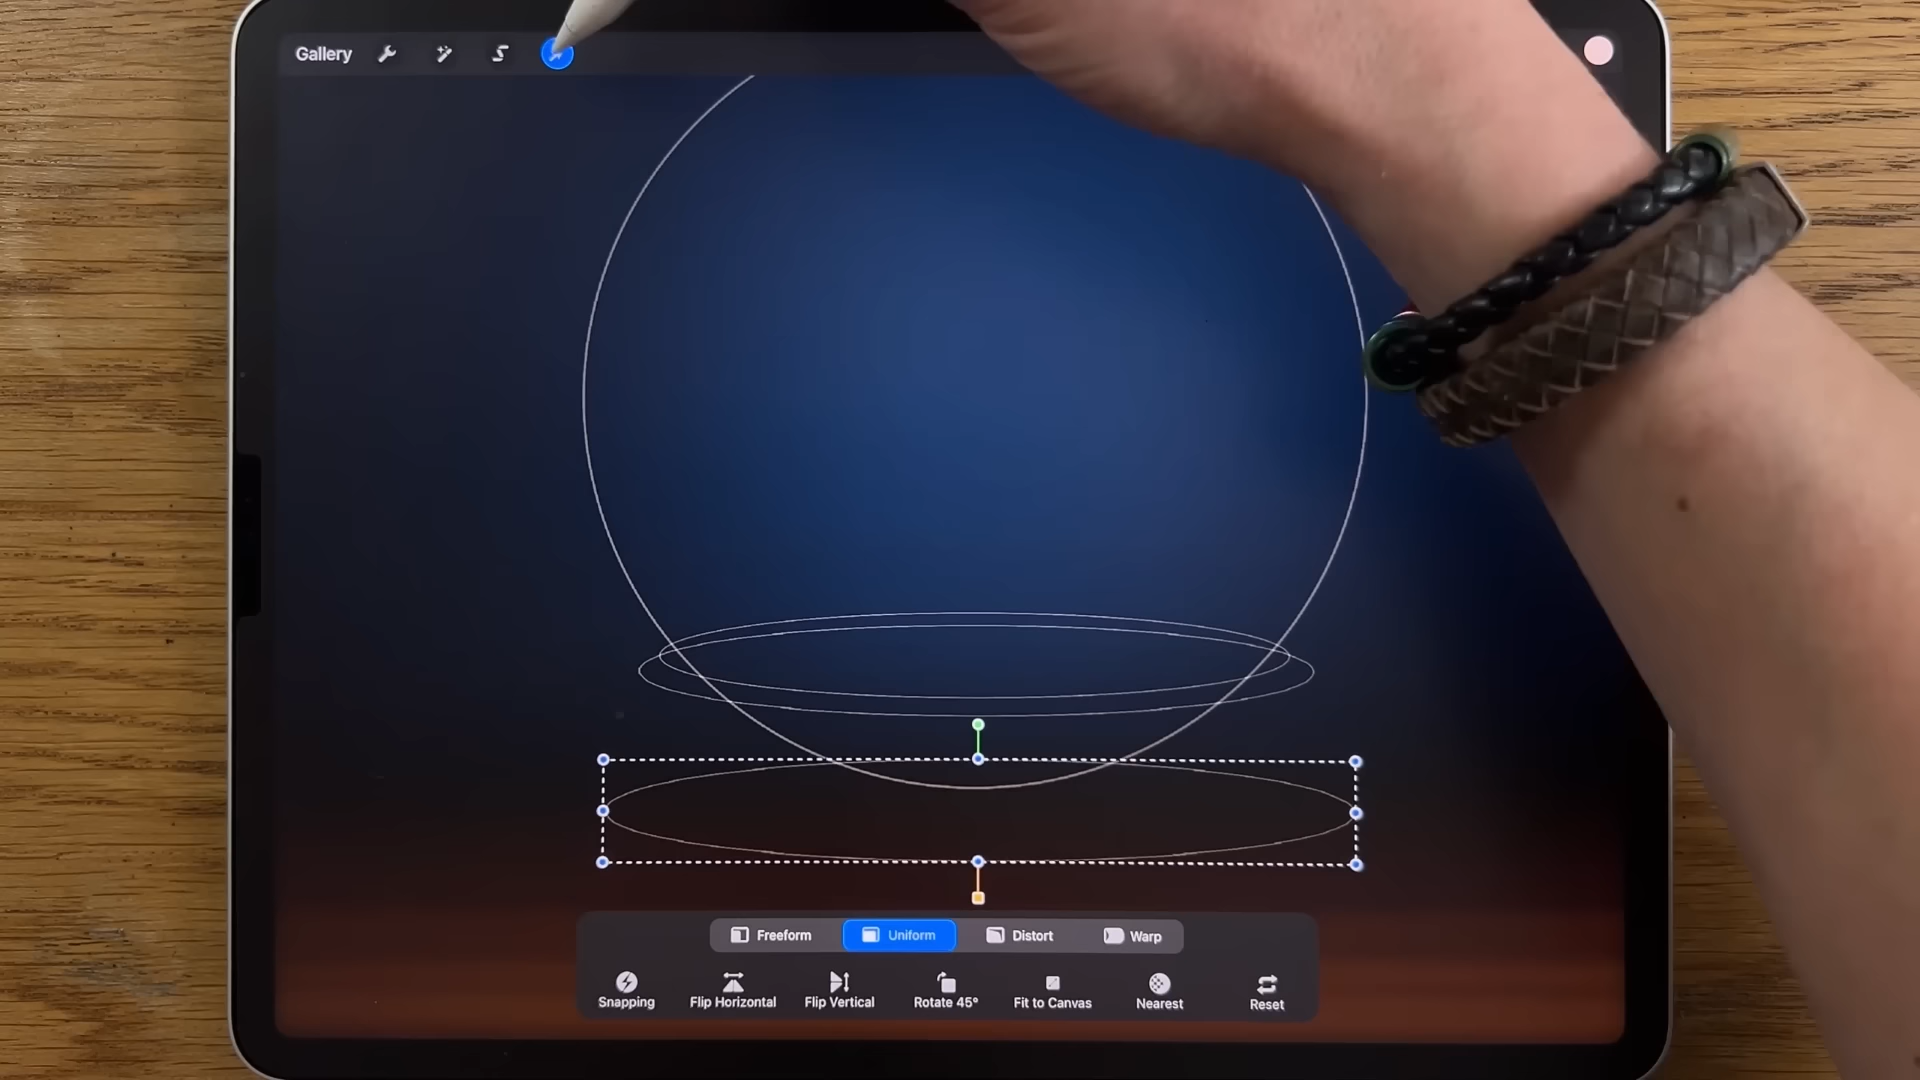 Gallery
Freeform Uniform Distort Warp
Snapping Flip Horizontal Flip Vertical Rotate 45° Fit to Canvas Nearest Reset